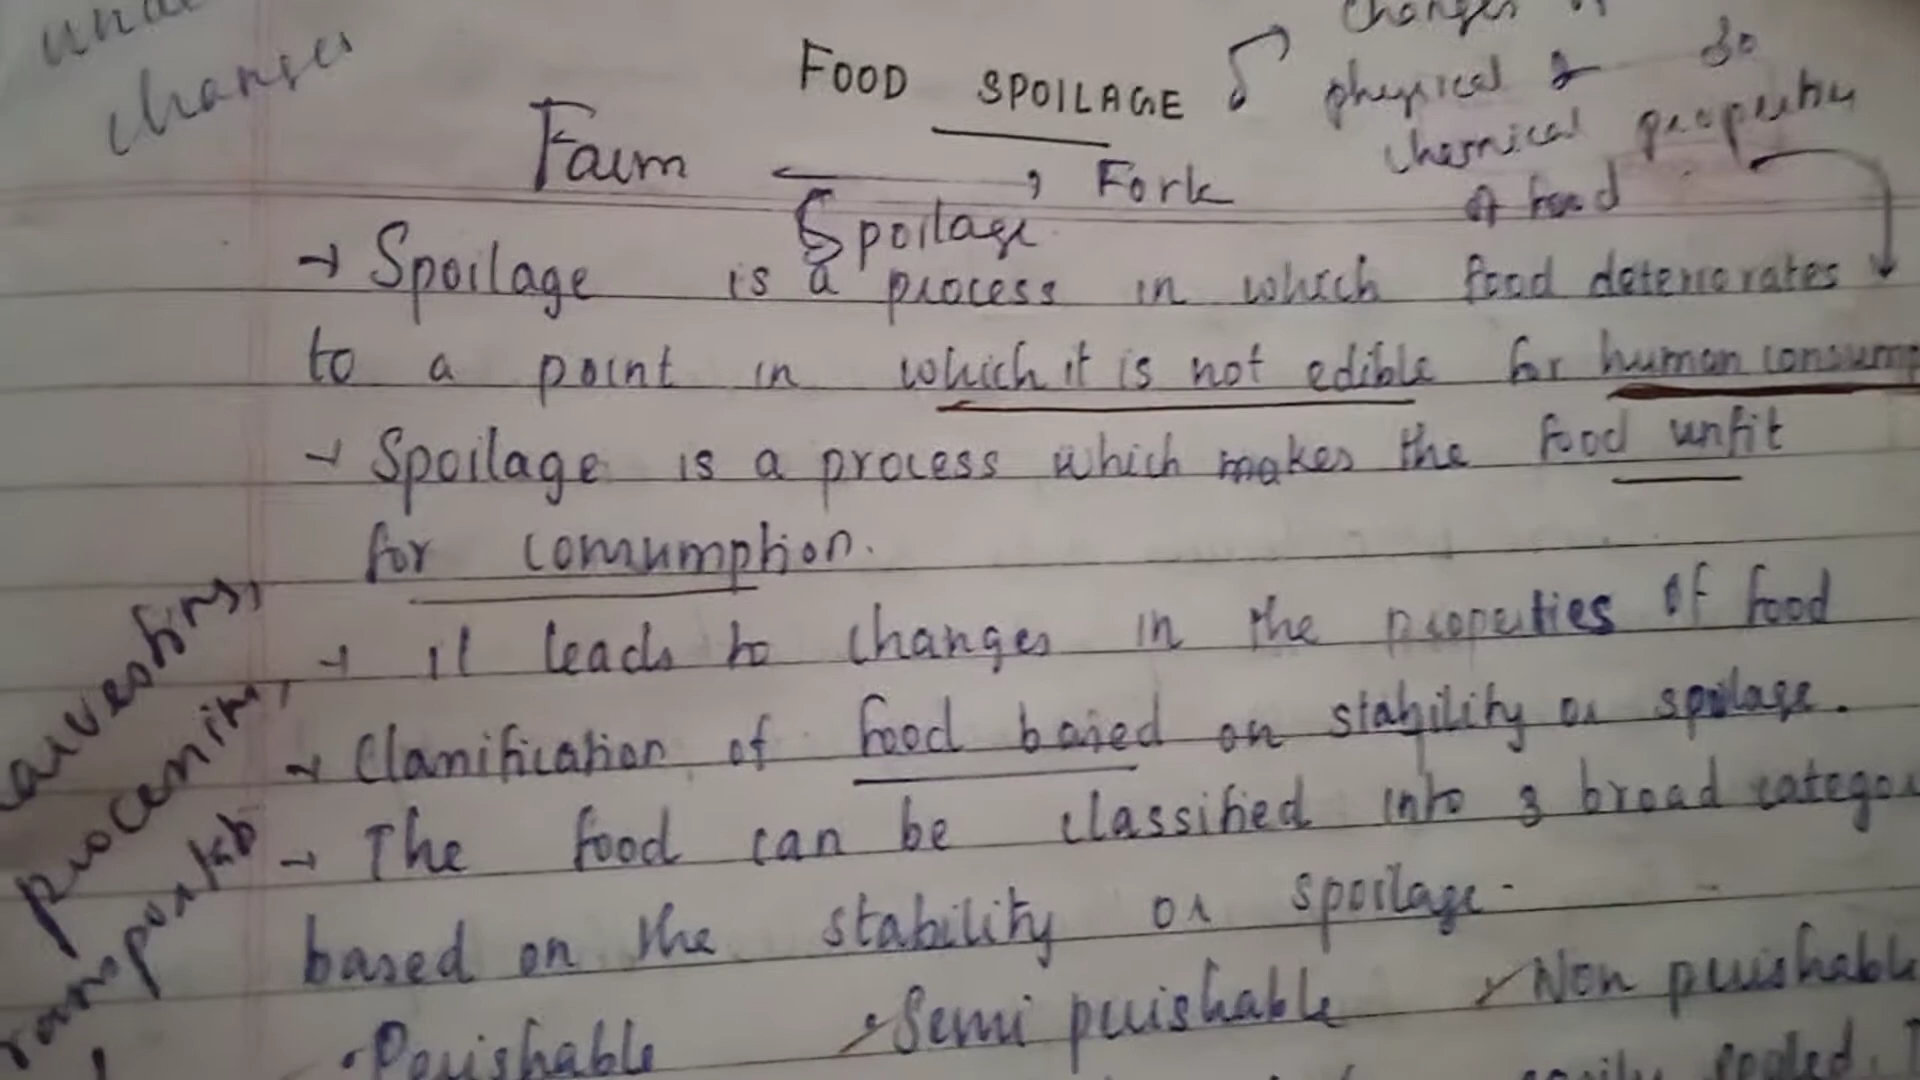 changes
FOOD SPOILAGE
physical &
chemical properties
of food
Farm Fork
Spoilage
→ Spoilage is a process in which food deteriorates
to a point in which it is not edible for human consump
→ Spoilage is a process which makes the food unfit
for consumption.
→ it leads to changes in the properties of food
→ Classification of food based on stability or spoilage.
→ The food can be classified into 3 broad catego
based on the stability or spoilage.
• Perishable • Semi perishable Non perishable
easily
harvesting,
processing,